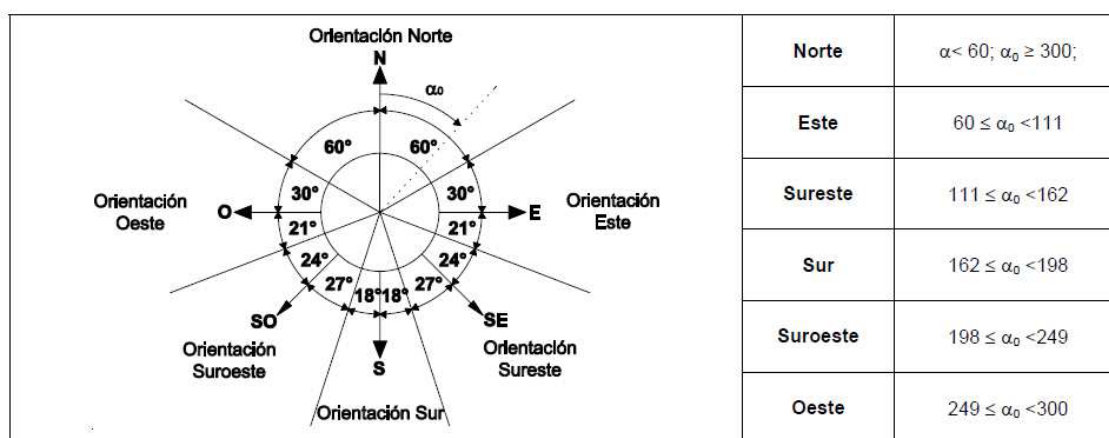 Orientación Norte
N
α₀
60°
60°
30°
30°
Orientación
Oeste
O
E
Orientación
Este
21°
21°
24°
24°
27°
18°
18°
27°
SO
SE
Orientación
Suroeste
S
Orientación
Sureste
Orientación Sur
Norte α< 60; α₀ ≥ 300;
Este 60 ≤ α₀ <111
Sureste 111 ≤ α₀ <162
Sur 162 ≤ α₀ <198
Suroeste 198 ≤ α₀ <249
Oeste 249 ≤ α₀ <300